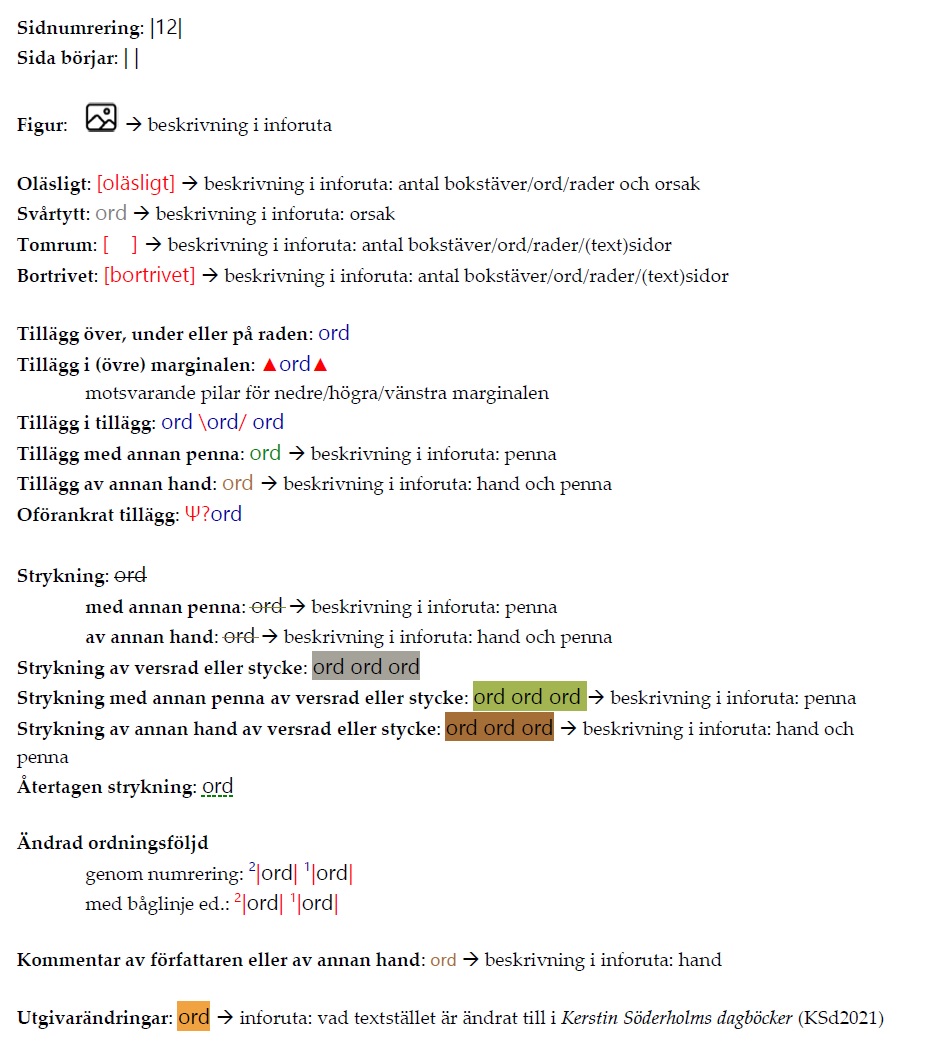 Sidnumrering: |12|
Sida börjar: | |
Figur: → beskrivning i inforuta
Oläsligt: [oläsligt] → beskrivning i inforuta: antal bokstäver/ord/rader och orsak
Svårtytt: ord → beskrivning i inforuta: orsak
Tomrum: [    ] → beskrivning i inforuta: antal bokstäver/ord/rader/(text)sidor
Bortrivet: [bortrivet] → beskrivning i inforuta: antal bokstäver/ord/rader/(text)sidor
Tillägg över, under eller på raden: ord
Tillägg i (övre) marginalen: ▲ord▲
motsvarande pilar för nedre/högra/vänstra marginalen
Tillägg i tillägg: ord \ord/ ord
Tillägg med annan penna: ord → beskrivning i inforuta: penna
Tillägg av annan hand: ord → beskrivning i inforuta: hand och penna
Oförankrat tillägg: Ψ?ord
Strykning: ord
med annan penna: ord → beskrivning i inforuta: penna
av annan hand: ord → beskrivning i inforuta: hand och penna
Strykning av versrad eller stycke: ord ord ord
Strykning med annan penna av versrad eller stycke: ord ord ord → beskrivning i inforuta: penna
Strykning av annan hand av versrad eller stycke: ord ord ord → beskrivning i inforuta: hand och
penna
Återtagen strykning: ord
Ändrad ordningsföljd
genom numrering: ²|ord| ¹|ord|
med båglinje ed.: ²|ord| ¹|ord|
Kommentar av författaren eller av annan hand: ord → beskrivning i inforuta: hand
Utgivarändringar: ord → inforuta: vad textstället är ändrat till i Kerstin Söderholms dagböcker (KSd2021)